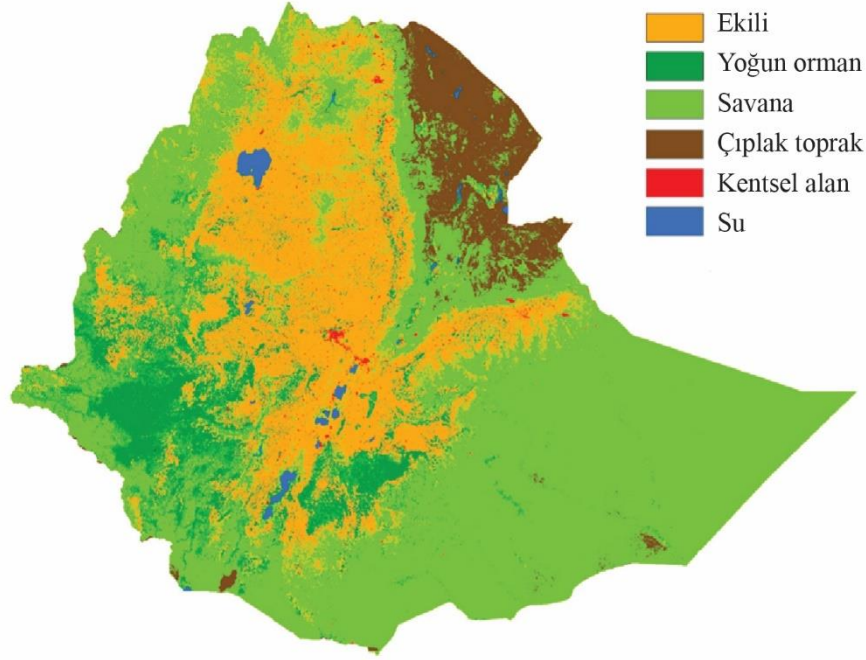 Ekili
Yoğun orman
Savana
Çıplak toprak
Kentsel alan
Su